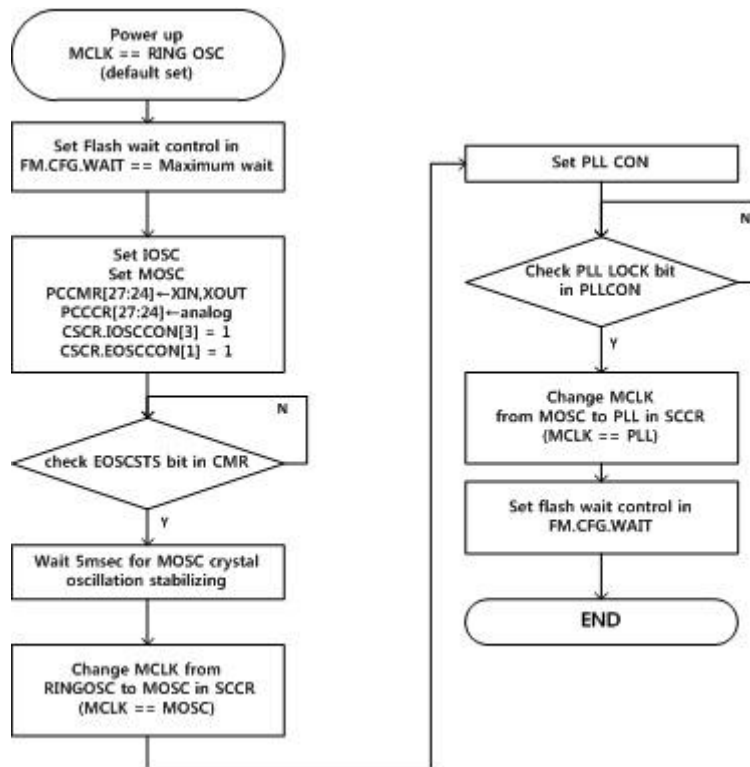 Power up
MCLK == RING OSC
(default set)
Set Flash wait control in
FM.CFG.WAIT == Maximum wait
Set IOSC
Set MOSC
PCCMR[27:24]←XIN,XOUT
PCCCR[27:24]←analog
CSCR.IOSCCON[3] = 1
CSCR.EOSCCON[1] = 1
N
check EOSCSTS bit in CMR
Y
Wait 5msec for MOSC crystal
oscillation stabilizing
Change MCLK from
RINGOSC to MOSC in SCCR
(MCLK == MOSC)
Set PLL CON
N
Check PLL LOCK bit
in PLLCON
Y
Change MCLK
from MOSC to PLL in SCCR
(MCLK == PLL)
Set flash wait control in
FM.CFG.WAIT
END